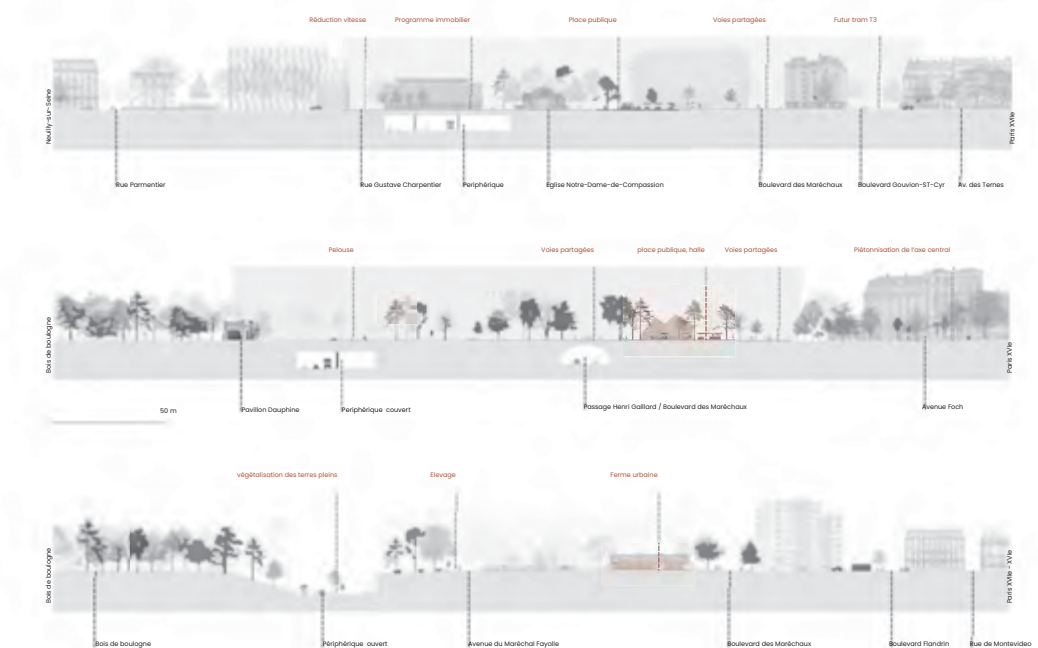 Réduction vitesse
Programme immobilier
Place publique
Voies partagées
Futur tram T3
Neuilly-sur-Seine
Paris XVIIe
Rue Parmentier
Rue Gustave Charpentier
Periphérique
Eglise Notre-Dame-de-Compassion
Boulevard des Maréchaux
Boulevard Gouvion-ST-Cyr
Av. des Ternes
Pelouse
Voies partagées
place publique, halle
Voies partagées
Piétonnisation de l'axe central
Bois de boulogne
Paris XVIe
Pavillon Dauphine
Periphérique couvert
Passage Henri Gaillard / Boulevard des Maréchaux
Avenue Foch
50 m
végétalisation des terres pleins
Elevage
Ferme urbaine
Bois de boulogne
Paris XVIIe - XVIe
Bois de boulogne
Périphérique ouvert
Avenue du Maréchal Fayolle
Boulevard des Maréchaux
Boulevard Flandrin
Rue de Montevideo